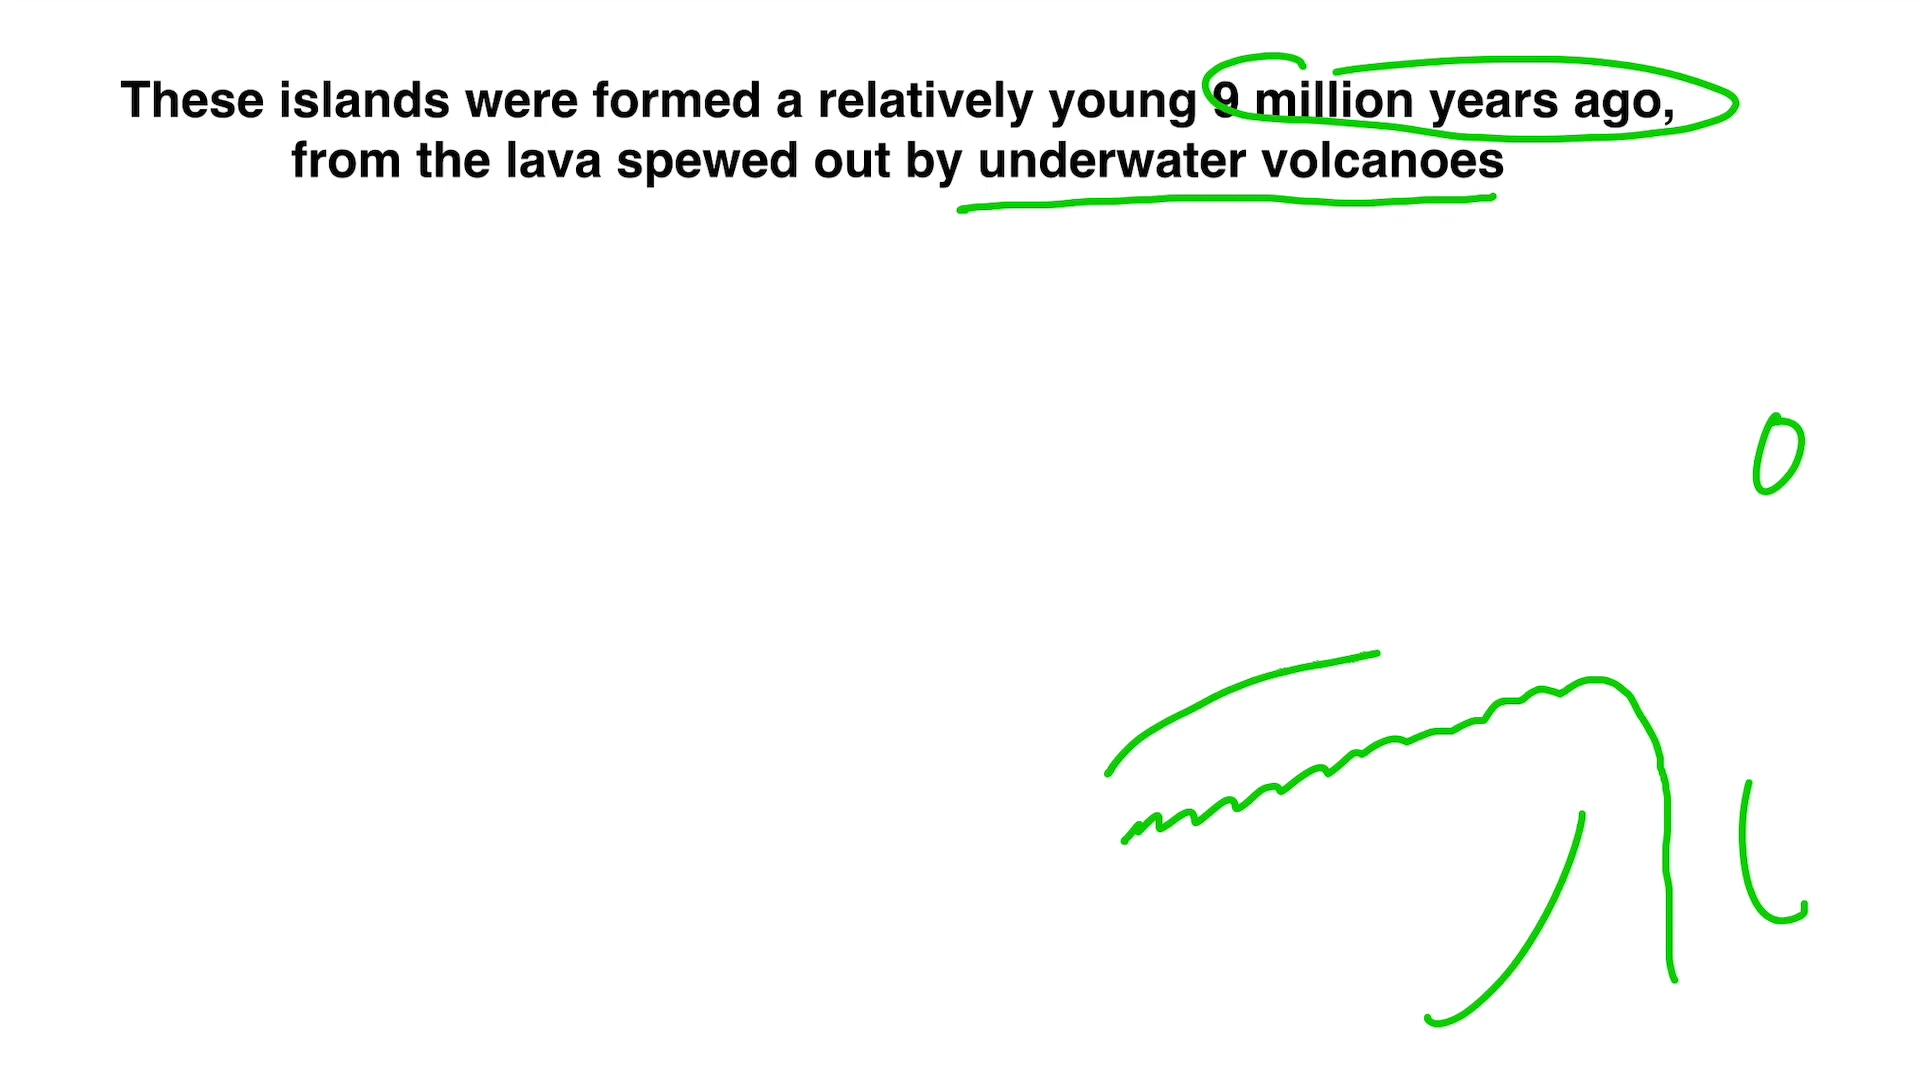 These islands were formed a relatively young 9 million years ago,
from the lava spewed out by underwater volcanoes